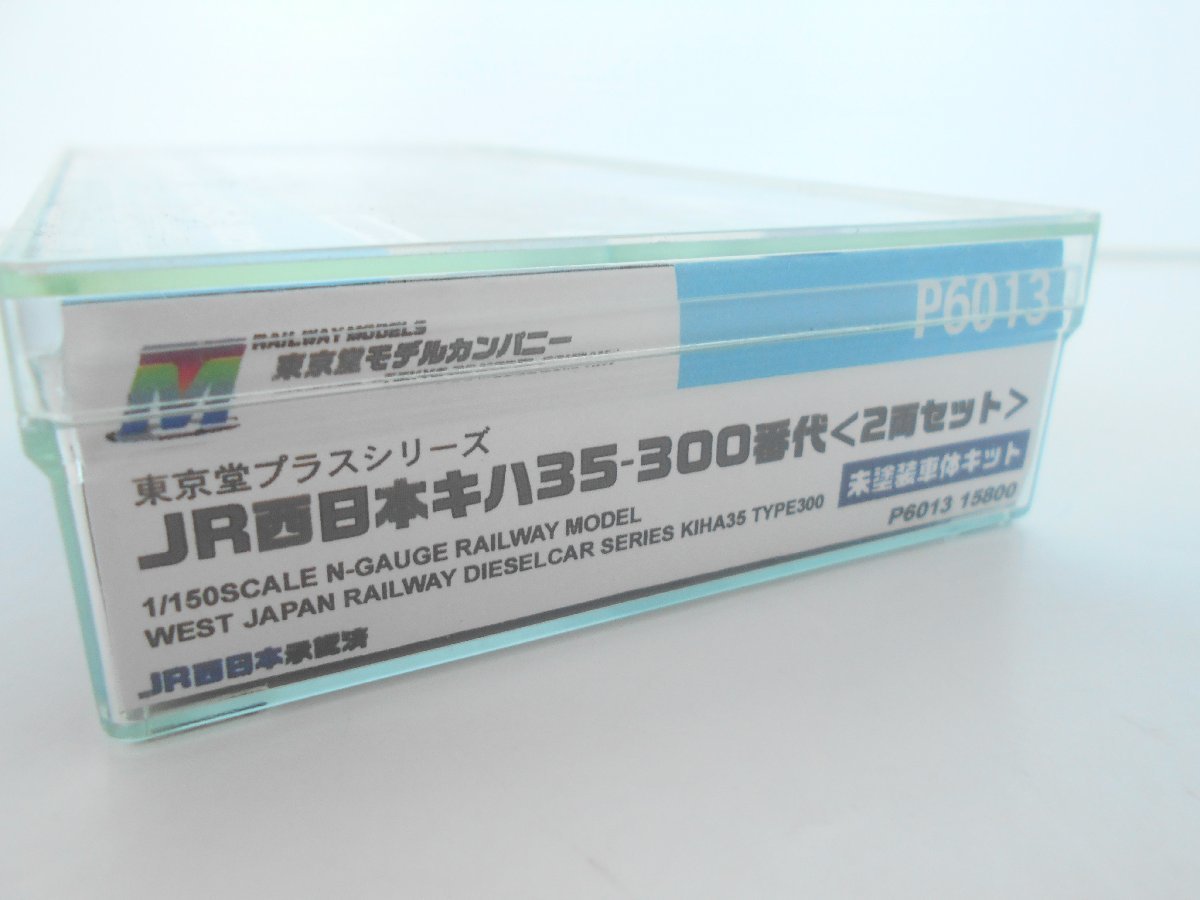 RAILWAY MODELS
東京堂モデルカンパニー
P6013
東京堂プラスシリーズ
JR西日本キハ35-300番代<2両セット>
未塗装車体キット
1/150SCALE N-GAUGE RAILWAY MODEL
WEST JAPAN RAILWAY DIESELCAR SERIES KIHA35 TYPE300
P6013 15800
JR西日本承認済